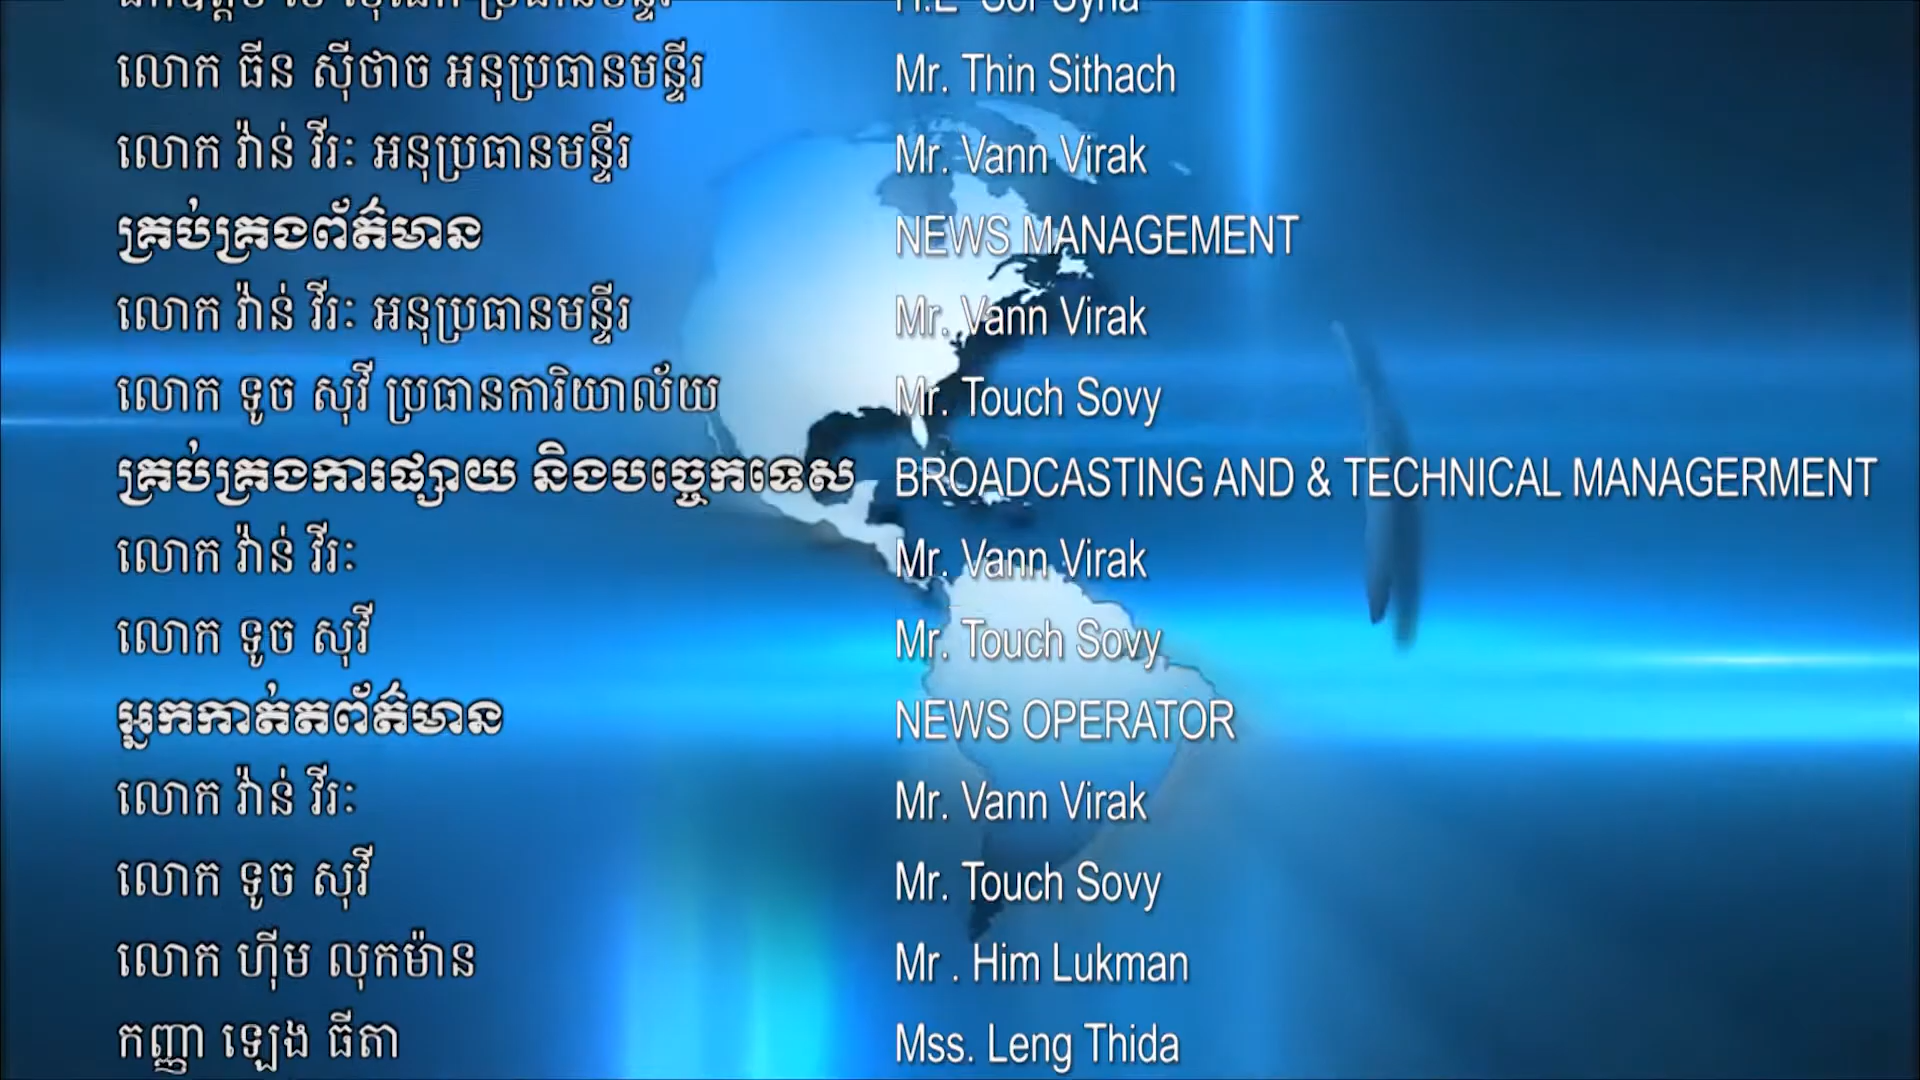 លោក ធីន ស៊ីថាច អនុប្រធានមន្ទីរ Mr. Thin Sithach
លោក វ៉ាន់ វីរៈ អនុប្រធានមន្ទីរ Mr. Vann Virak
គ្រប់គ្រងព័ត៌មាន NEWS MANAGEMENT
លោក វ៉ាន់ វីរៈ អនុប្រធានមន្ទីរ Mr. Vann Virak
លោក ទូច សុវី ប្រធានការិយាល័យ Mr. Touch Sovy
គ្រប់គ្រងការផ្សាយ និងបច្ចេកទេស BROADCASTING AND & TECHNICAL MANAGERMENT
លោក វ៉ាន់ វីរៈ Mr. Vann Virak
លោក ទូច សុវី Mr. Touch Sovy
អ្នកកាត់តព័ត៌មាន NEWS OPERATOR
លោក វ៉ាន់ វីរៈ Mr. Vann Virak
លោក ទូច សុវី Mr. Touch Sovy
លោក ហ៊ីម លុកម៉ាន Mr . Him Lukman
កញ្ញា ឡេង ធីតា Mss. Leng Thida